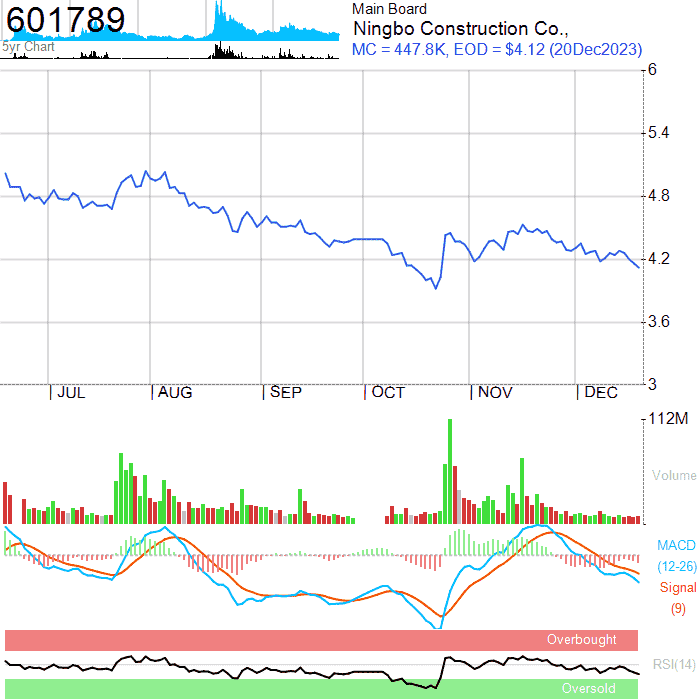 601789
5yr Chart
Main Board
Ningbo Construction Co.,
MC = 447.8K, EOD = $4.12 (20Dec2023)
6
5.4
4.8
4.2
3.6
3
JUL AUG SEP OCT NOV DEC
112M
Volume
MACD
(12-26)
Signal
(9)
Overbought
RSI(14)
Oversold